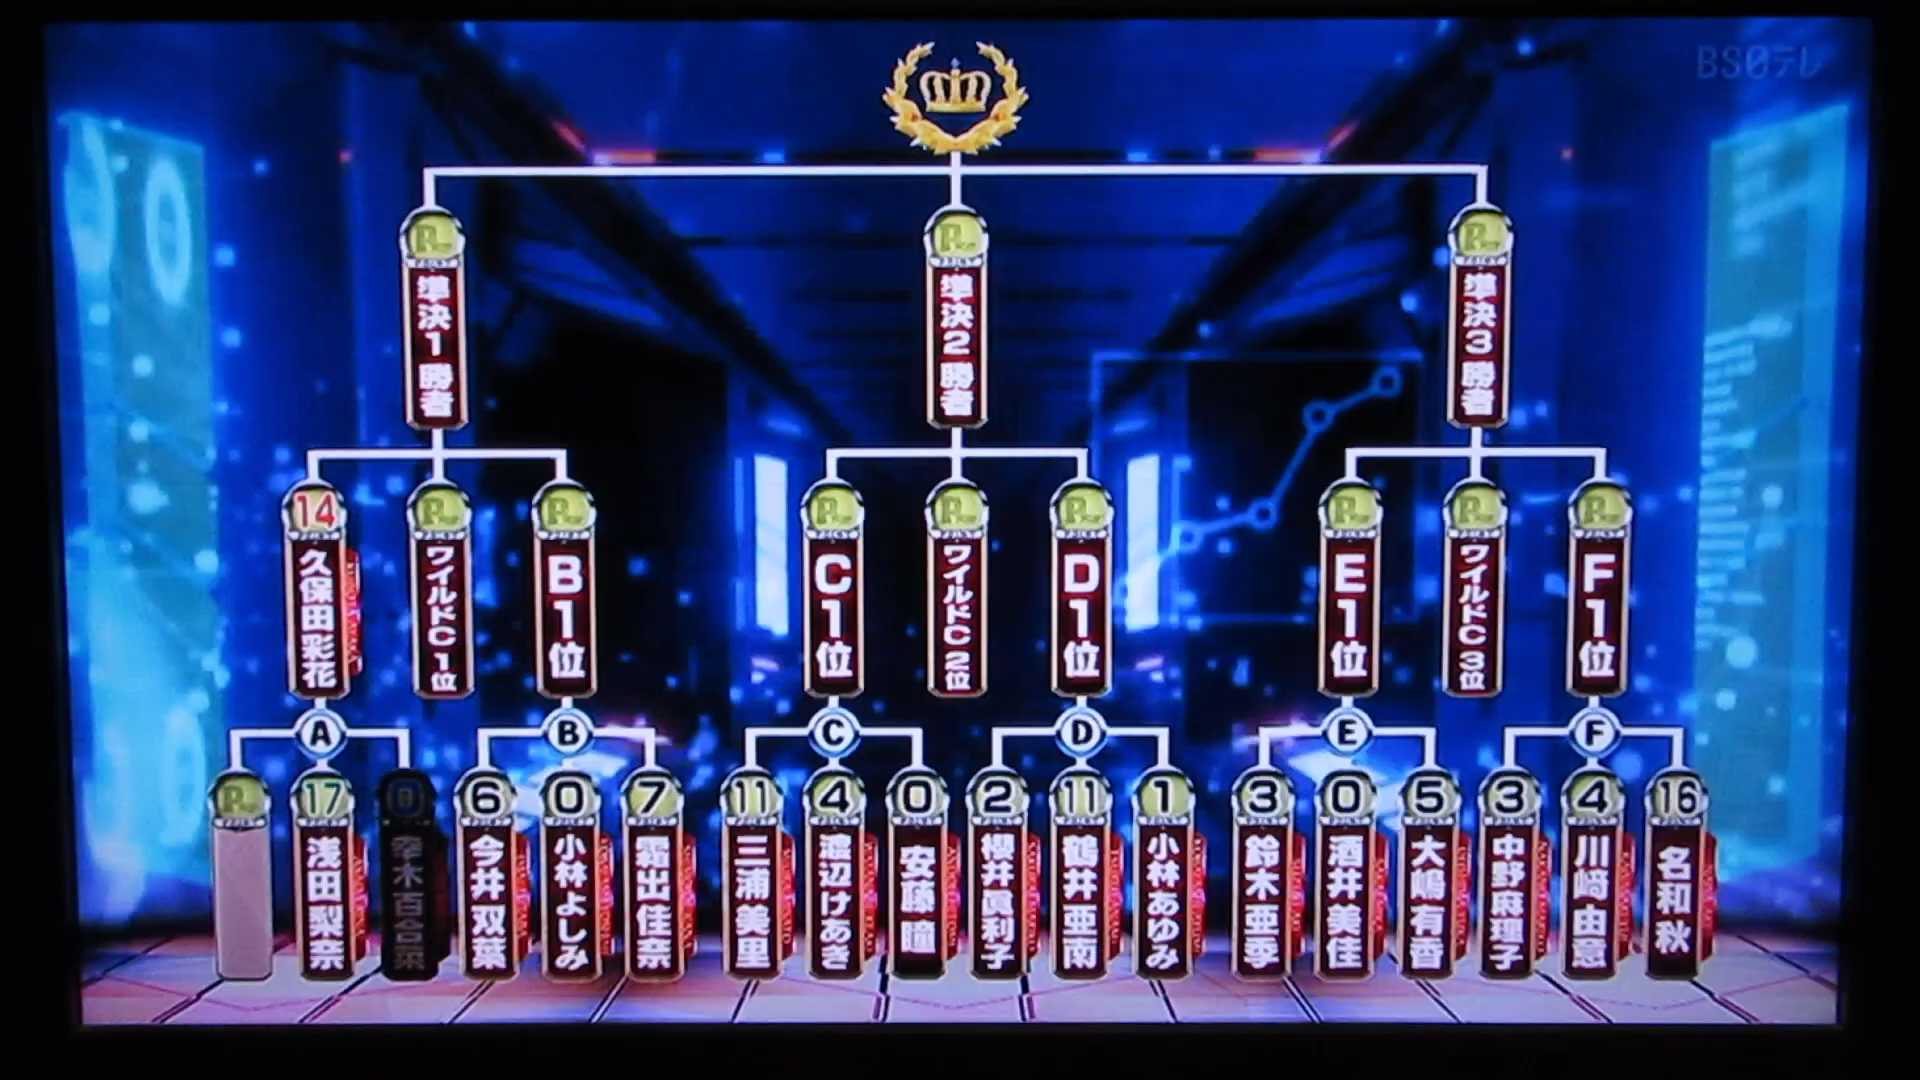 BS日テレ
準決1 勝者
準決2 勝者
準決3 勝者
14
久保田彩花
ワイルドC 1位
B1位
C1位
ワイルドC 2位
D1位
E1位
ワイルドC 3位
F1位
A
B
C
D
E
F
17
浅田梨奈
0
6
今井双葉
0
小林よしみ
7
霜出佳奈
11
三浦美里
4
渡辺けあき
0
安藤瞳
2
櫻井眞利子
11
鶴井亜南
1
小林あゆみ
3
鈴木亜季
0
酒井美佳
5
大嶋有香
3
中野麻理子
4
川﨑由意
16
名和秋